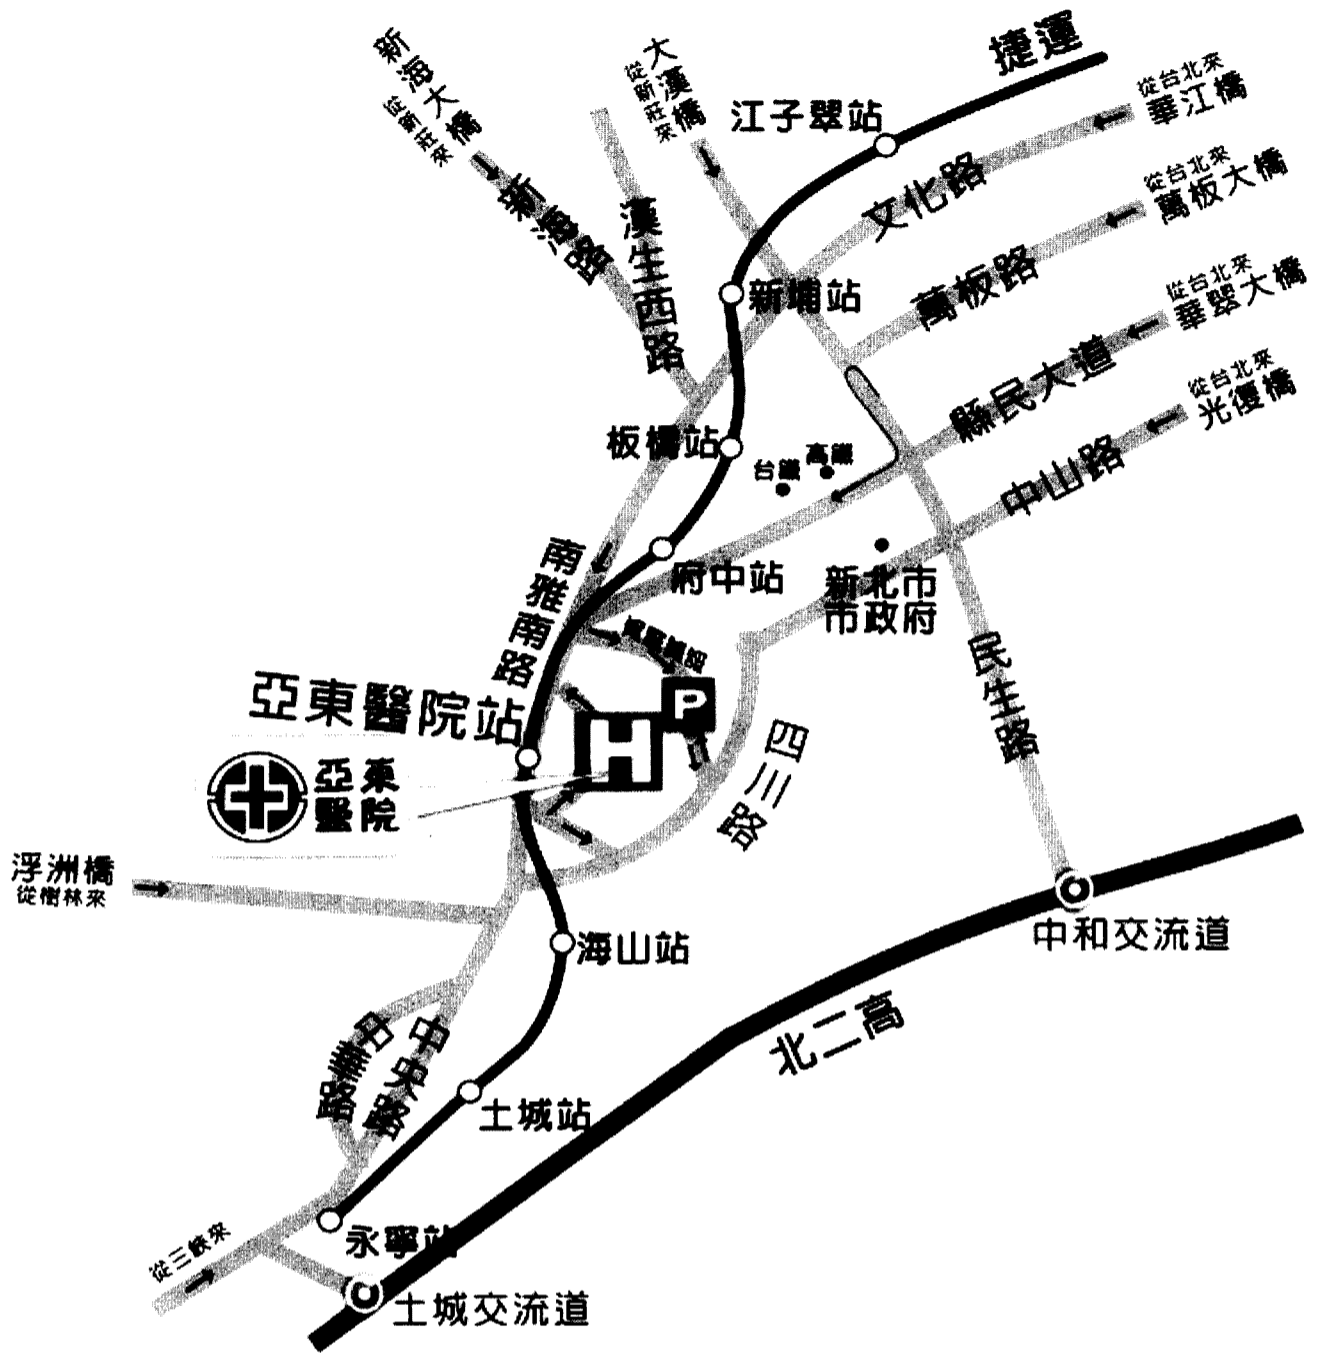 捷運
新海大橋
從新莊來
大漢橋
從新莊來
從台北來
華江橋
江子翠站
從台北來
萬板大橋
新海路
漢生西路
文化路
萬板路
從台北來
華翠大橋
新埔站
縣民大道
從台北來
光復橋
板橋站
台鐵
高鐵
中山路
南雅南路
府中站
新北市
市政府
民生路
亞東醫院站
P
H
四川路
亞東
醫院
浮洲橋
從樹林來
海山站
中和交流道
北二高
中央路
土城站
從三峽來
永寧站
土城交流道